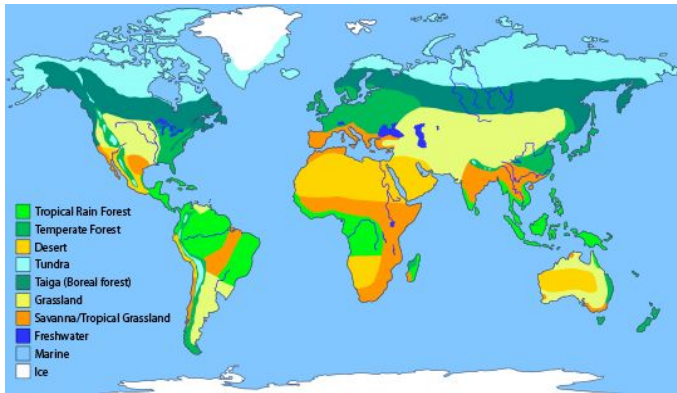 Tropical Rain Forest
Temperate Forest
Desert
Tundra
Taiga (Boreal forest)
Grassland
Savanna/Tropical Grassland
Freshwater
Marine
Ice